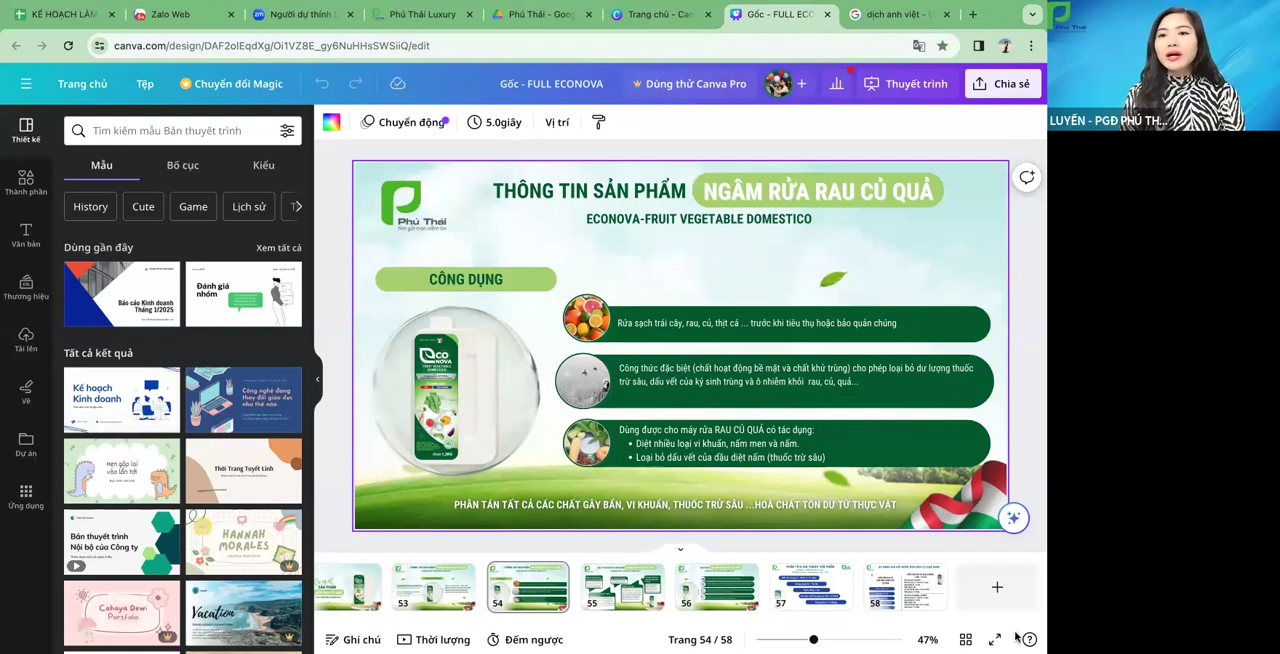 KẾ HOẠCH LÀM
Zalo Web
Người dự thính
Phú Thái Luxury
Phú Thái - Goog
Trang chủ - Can
Gốc - FULL ECO
dịch anh việt - G
canva.com/design/DAF2oIEqdXg/Oi1VZ8E_gy6NuHHsSWSiiQ/edit
Trang chủ
Tệp
Chuyển đổi Magic
Gốc - FULL ECONOVA
Dùng thử Canva Pro
Thuyết trình
Chia sẻ
Thiết kế
Thành phần
Văn bản
Thương hiệu
Tải lên
Vẽ
Dự án
Ứng dụng
Tìm kiếm mẫu Bản thuyết trình
Mẫu
Bố cục
Kiểu
History
Cute
Game
Lịch sử
Dùng gần đây
Xem tất cả
Báo cáo Kinh doanh
Tháng 1/2025
Đánh giá
nhóm
Tất cả kết quả
Kế hoạch
Kinh doanh
Công nghệ đang
thay đổi giáo dục
như thế nào
Hẹn gặp lại
vào lần tới
Thời Trang Tuyết Linh
Bản thuyết trình
Nội bộ của Công ty
HANNAH
MORALES
Cahaya Dewi
Portfolio
Vacation
Chuyển động
5.0giây
Vị trí
Phú Thái
Nơi gửi trọn niềm tin
THÔNG TIN SẢN PHẨM NGÂM RỬA RAU CỦ QUẢ
ECONOVA-FRUIT VEGETABLE DOMESTICO
CÔNG DỤNG
ECO
NOVA
Rửa sạch trái cây, rau, củ, thịt cá ... trước khi tiêu thụ hoặc bảo quản chúng
Công thức đặc biệt (chất hoạt động bề mặt và chất khử trùng) cho phép loại bỏ dư lượng thuốc
trừ sâu, dấu vết của ký sinh trùng và ô nhiễm khỏi rau, củ, quả...
Dùng được cho máy rửa RAU CỦ QUẢ có tác dụng:
• Diệt nhiều loại vi khuẩn, nấm men và nấm.
• Loại bỏ dấu vết của dầu diệt nấm (thuốc trừ sâu)
PHÂN TÁN TẤT CẢ CÁC CHẤT GÂY BẨN, VI KHUẨN, THUỐC TRỪ SÂU ...HOÁ CHẤT TỒN DƯ TỪ THỰC VẬT
53
54
55
56
57
58
Ghi chú
Thời lượng
Đếm ngược
Trang 54 / 58
47%
Phú Thái
LUYẾN - PGĐ PHÚ TH...